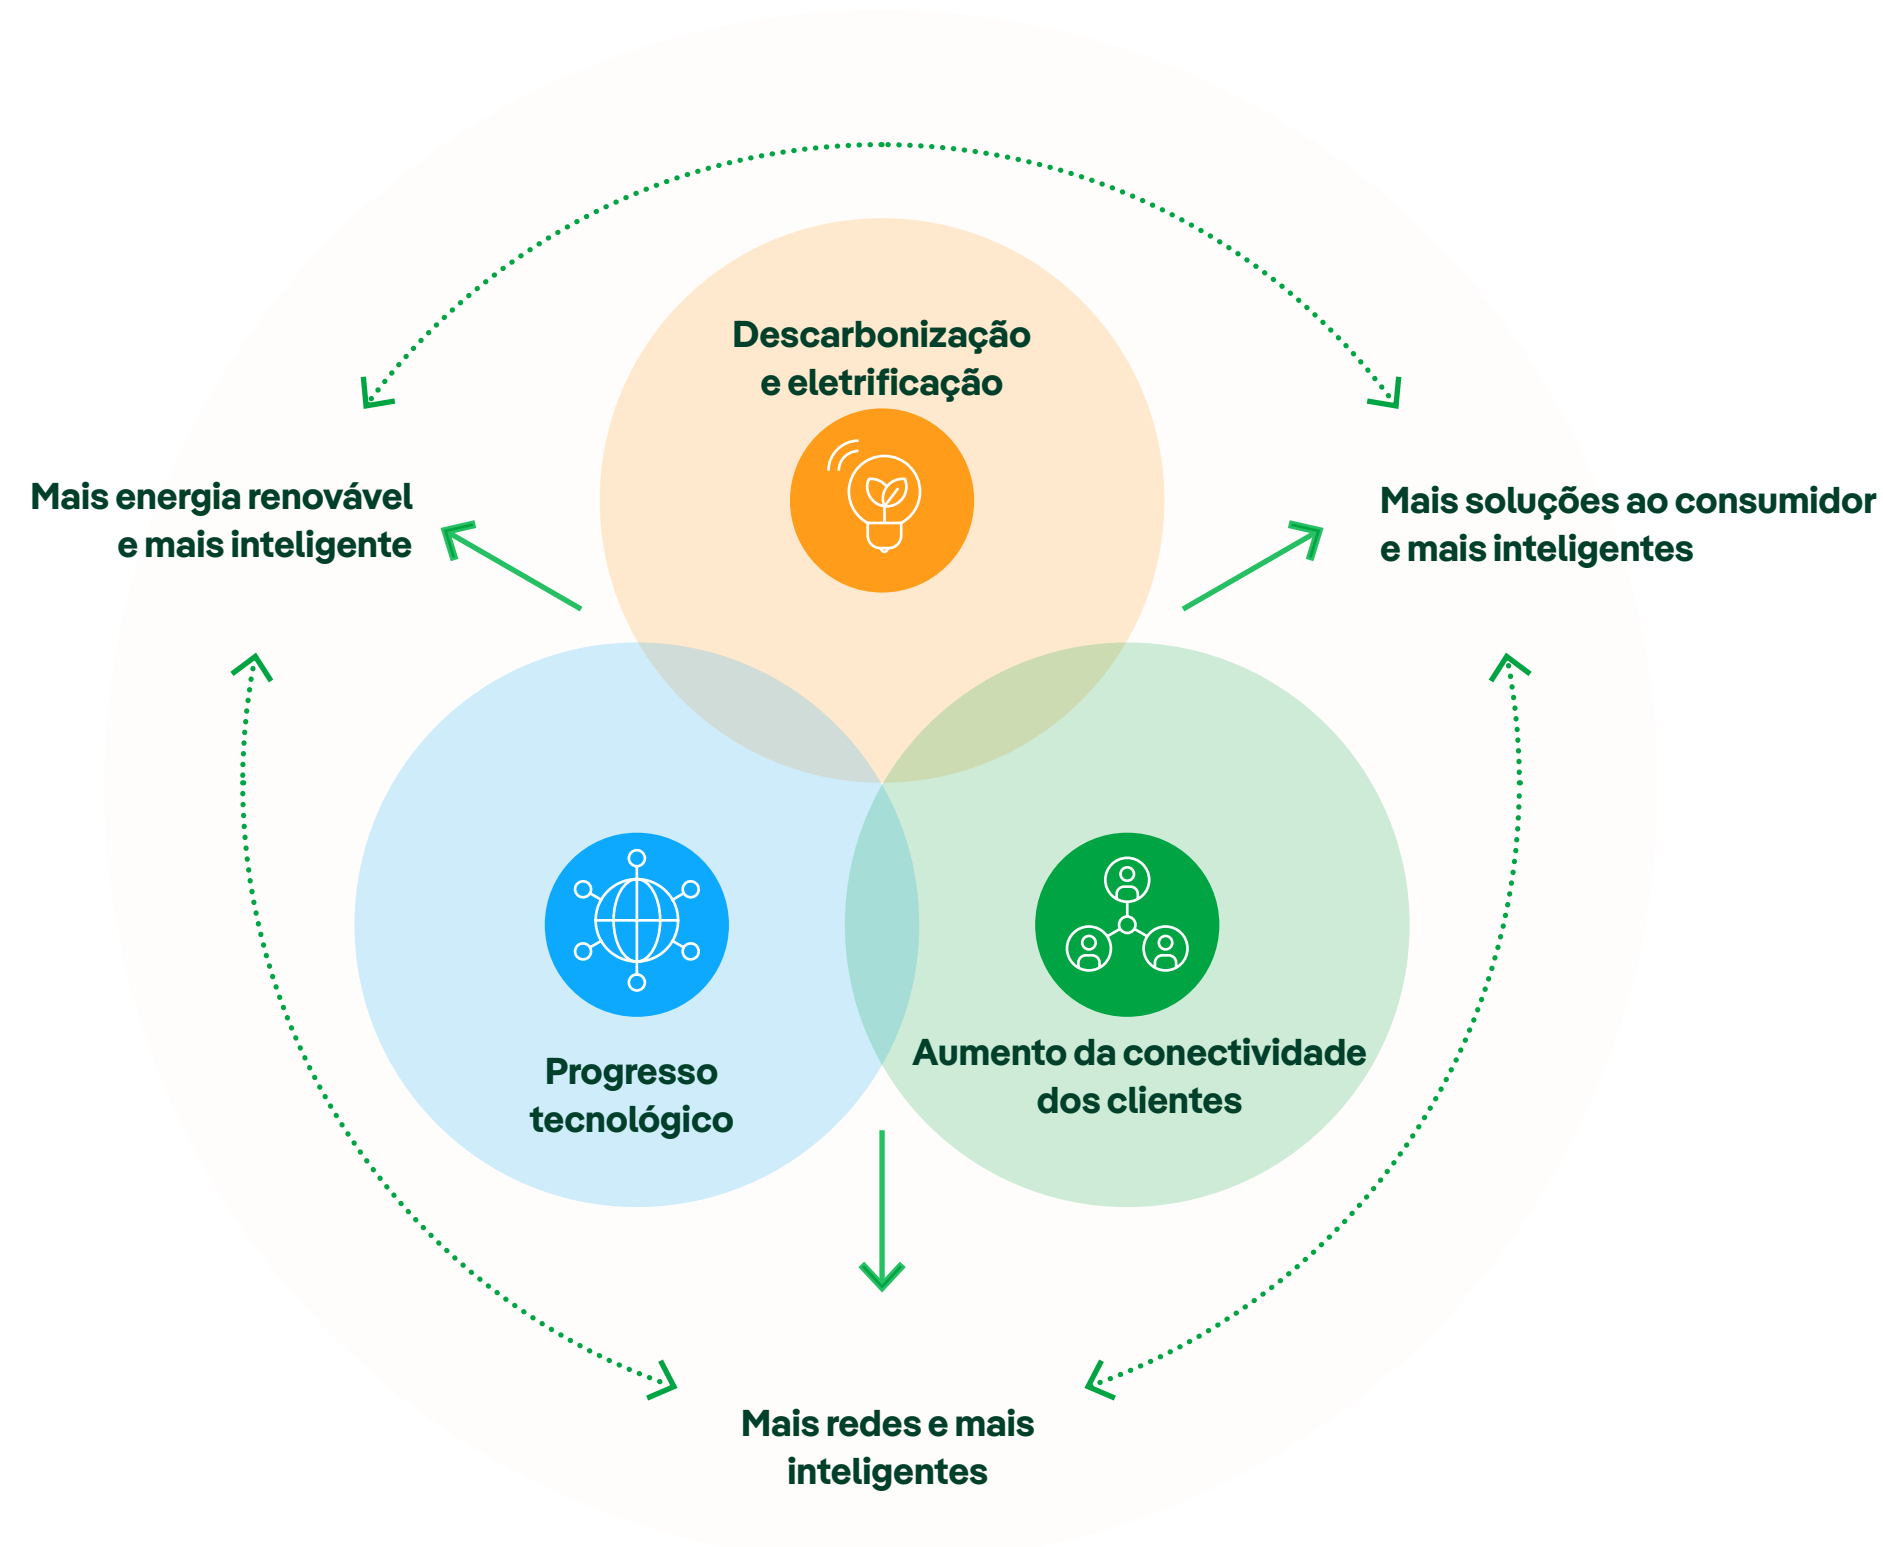 Descarbonização
e eletrificação
Mais energia renovável
e mais inteligente
Mais soluções ao consumidor
e mais inteligentes
Progresso
tecnológico
Aumento da conectividade
dos clientes
Mais redes e mais
inteligentes